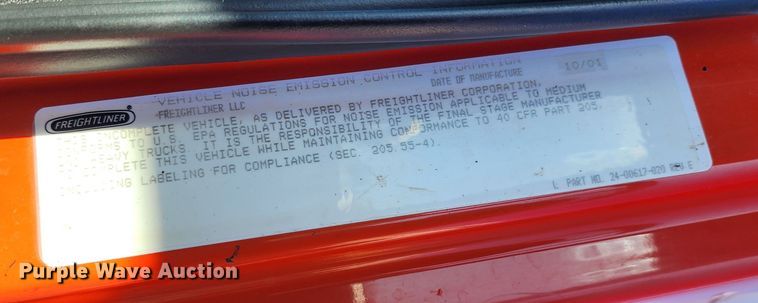 VEHICLE NOISE EMISSION CONTROL INFORMATION
FREIGHTLINER
FREIGHTLINER LLC
DATE OF MANUFACTURE 10/01
THIS INCOMPLETE VEHICLE, AS DELIVERED BY FREIGHTLINER CORPORATION,
CONFORMS TO U.S. EPA REGULATIONS FOR NOISE EMISSION APPLICABLE TO MEDIUM
HEAVY TRUCKS. IT IS THE RESPONSIBILITY OF THE FINAL STAGE MANUFACTURER
COMPLETE THIS VEHICLE WHILE MAINTAINING CONFORMANCE TO 40 CFR PART 205,
INCLUDING LABELING FOR COMPLIANCE (SEC. 205.55-4).
PART NO. 24-00617-020 REV E
Purple Wave Auction